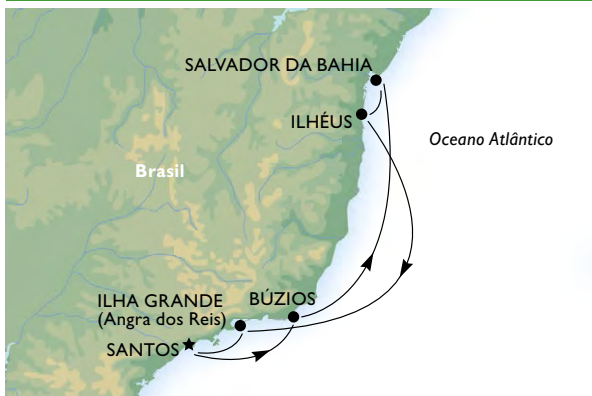 SALVADOR DA BAHIA
ILHÉUS
Oceano Atlântico
Brasil
ILHA GRANDE
(Angra dos Reis)
BÚZIOS
SANTOS